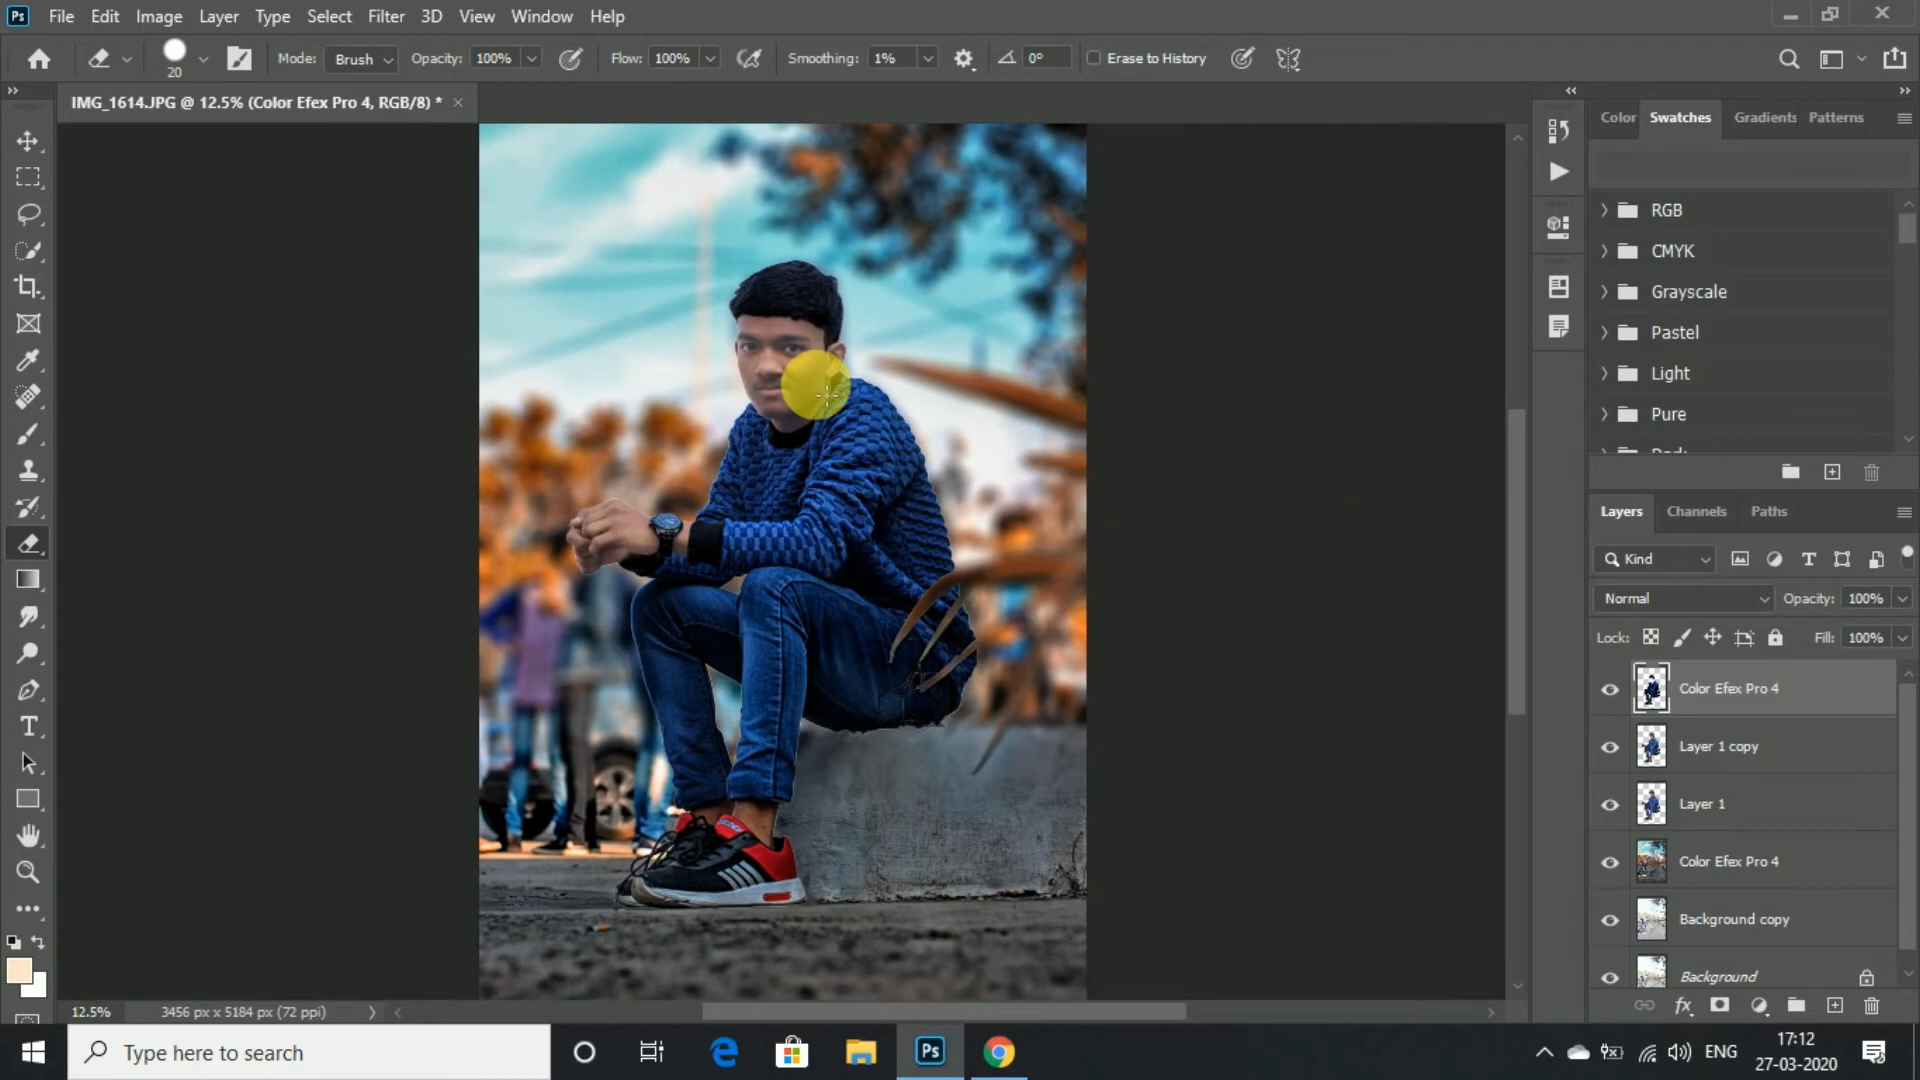 Ps File Edit Image Layer Type Select Filter 3D View Window Help
20 Mode: Brush Opacity: 100% Flow: 100% Smoothing: 1% 0° Erase to History
IMG_1614.JPG @ 12.5% (Color Efex Pro 4, RGB/8) *
Color Swatches Gradients Patterns
RGB
CMYK
Grayscale
Pastel
Light
Pure
Dark
Layers Channels Paths
Kind
Normal Opacity: 100%
Lock: Fill: 100%
Color Efex Pro 4
Layer 1 copy
Layer 1
Color Efex Pro 4
Background copy
Background
12.5% 3456 px x 5184 px (72 ppi)
Type here to search
Ps
ENG
17:12
27-03-2020